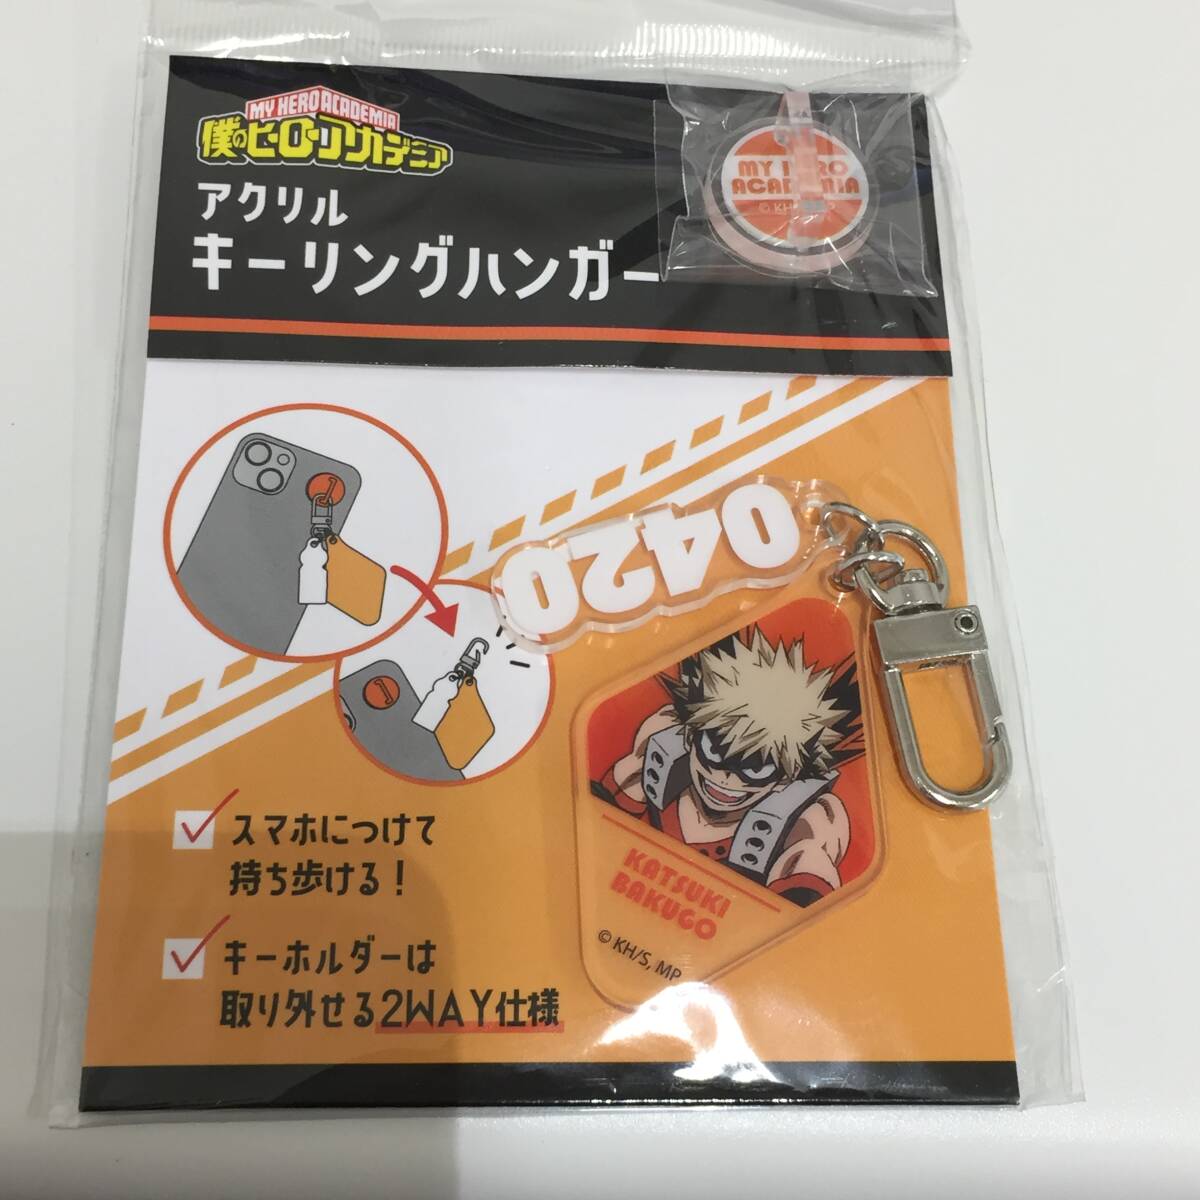 MY HERO ACADEMIA
僕のヒーローアカデミア
アクリル
キーリングハンガー
MY HERO
ACADEMIA
0420
KATSUKI
BAKUGO
© KH/S, MP
スマホにつけて
持ち歩ける!
キーホルダーは
取り外せる2WAY仕様